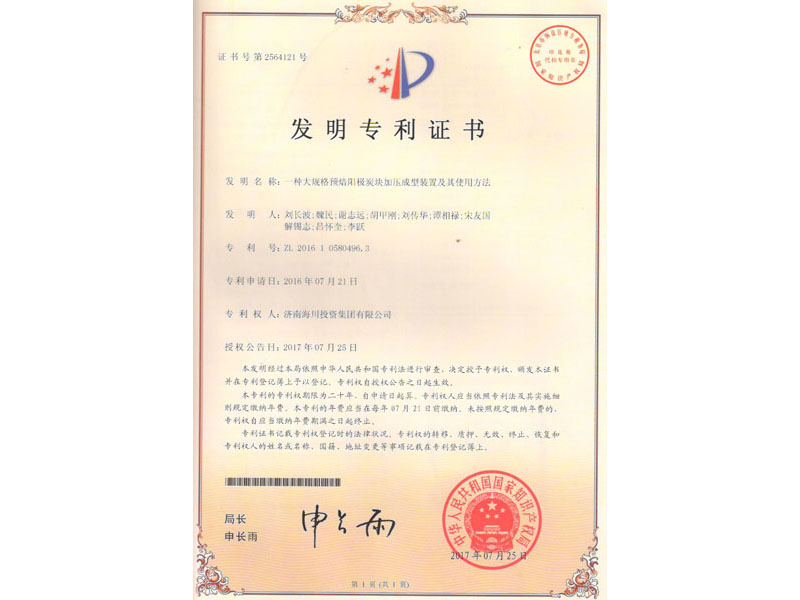 证书号第2564121号
发明专利证书
发明名称：一种大规格预焙阳极炭块加压成型装置及其使用方法
发明人：刘长波;魏民;谢志远;胡甲刚;刘传华;谭相禄;宋友国
解锡志;吕怀奎;李跃
专利号：ZL 2016 1 0580496.3
专利申请日：2016年07月21日
专利权人：济南海川投资集团有限公司
授权公告日：2017年07月25日
本发明经过本局依照中华人民共和国专利法进行审查，决定授予专利权，颁发本证书
并在专利登记簿上予以登记。专利权自授权公告之日起生效。
本专利的专利权期限为二十年，自申请日起算。专利权人应当依照专利法及其实施细
则规定缴纳年费。本专利的年费应当在每年07月21日前缴纳。未按照规定缴纳年费的，
专利权自应当缴纳年费期满之日起终止。
专利证书记载专利权登记时的法律状况。专利权的转移、质押、无效、终止、恢复和
专利权人的姓名或名称、国籍、地址变更等事项记载在专利登记簿上。
局长
申长雨
申长雨
中华人民共和国国家知识产权局
2017年07月25日
第1页(共1页)